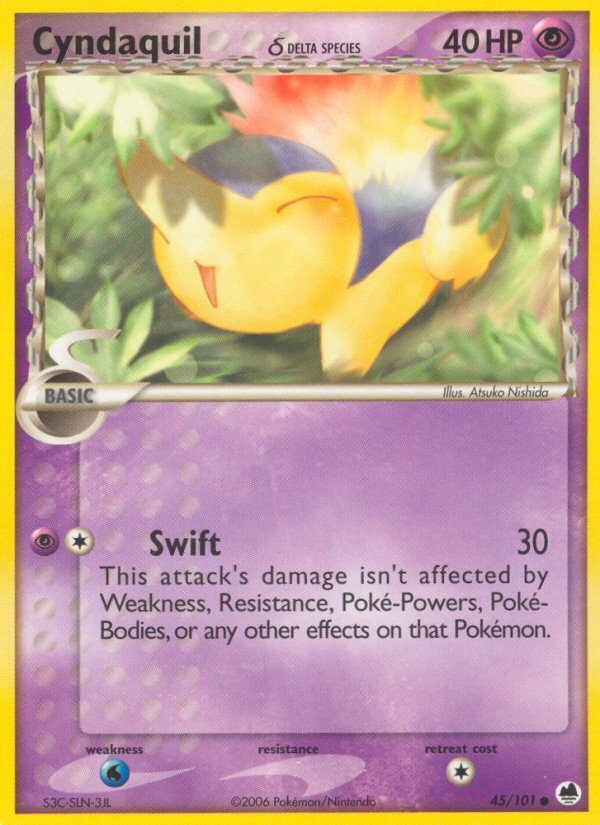 Cyndaquil δ DELTA SPECIES 40 HP
BASIC
Illus. Atsuko Nishida
Swift 30
This attack's damage isn't affected by
Weakness, Resistance, Poké-Powers, Poké-
Bodies, or any other effects on that Pokémon.
weakness resistance retreat cost
S3C-SLN-3JL ©2006 Pokémon/Nintendo 45/101 ●